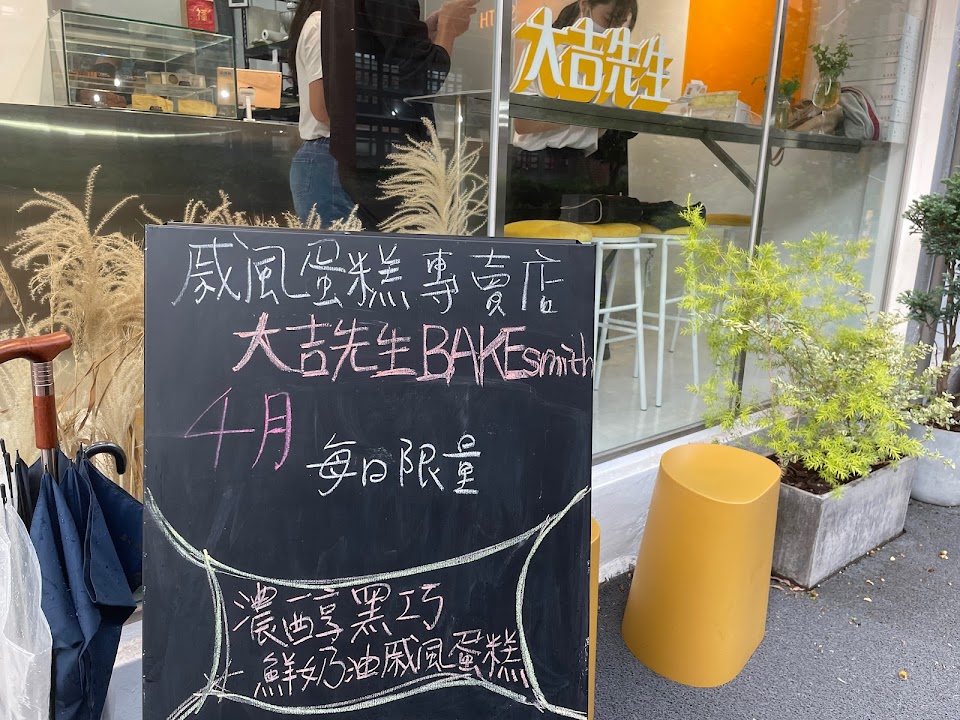 大吉先生
戚風蛋糕專賣店
大吉先生BAKEsmith
4月
每日限量
濃醇黑巧
鮮奶油戚風蛋糕